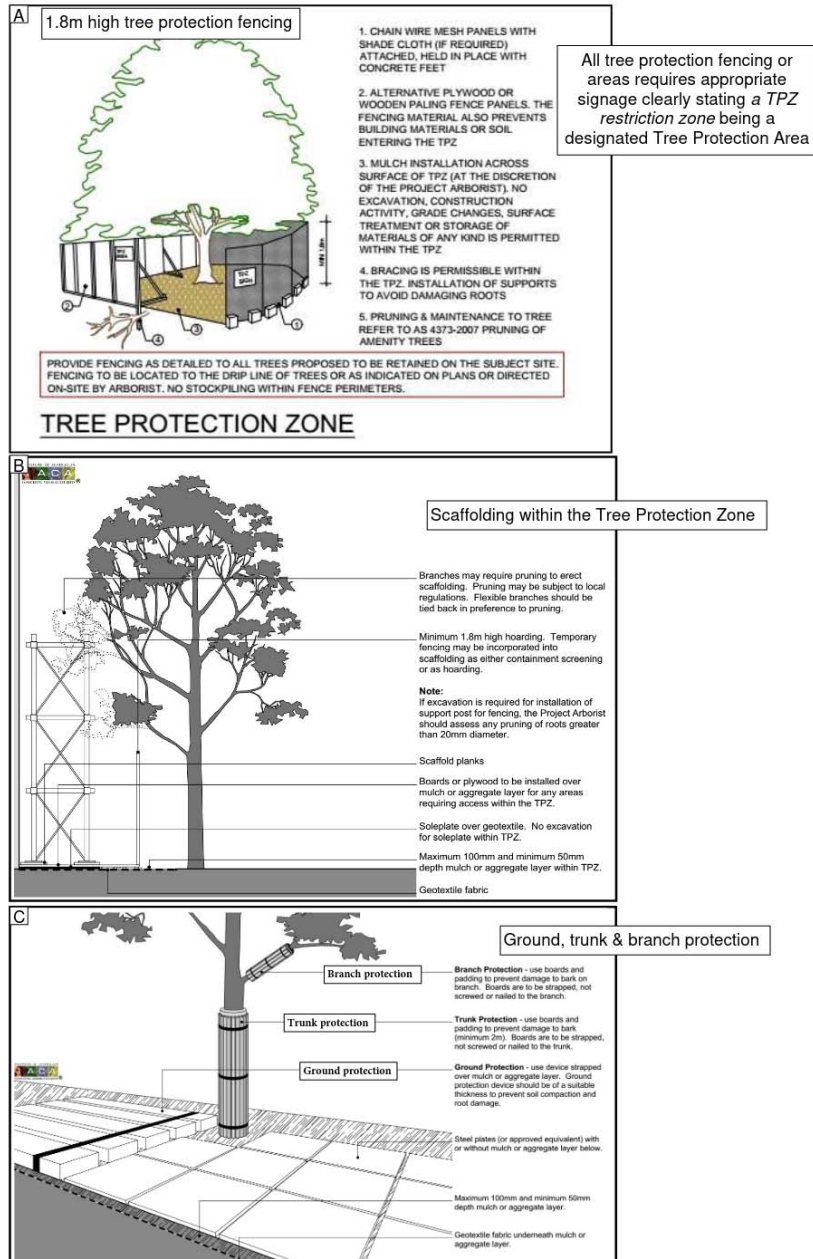 A
1.8m high tree protection fencing
1. CHAIN WIRE MESH PANELS WITH
SHADE CLOTH (IF REQUIRED)
ATTACHED, HELD IN PLACE WITH
CONCRETE FEET
2. ALTERNATIVE PLYWOOD OR
WOODEN PALING FENCE PANELS. THE
FENCING MATERIAL ALSO PREVENTS
BUILDING MATERIALS OR SOIL
ENTERING THE TPZ
3. MULCH INSTALLATION ACROSS
SURFACE OF TPZ (AT THE DISCRETION
OF THE PROJECT ARBORIST). NO
EXCAVATION, CONSTRUCTION
ACTIVITY, GRADE CHANGES, SURFACE
TREATMENT OR STORAGE OF
MATERIALS OF ANY KIND IS PERMITTED
WITHIN THE TPZ
4. BRACING IS PERMISSIBLE WITHIN
THE TPZ. INSTALLATION OF SUPPORTS
TO AVOID DAMAGING ROOTS
5. PRUNING & MAINTENANCE TO TREE
REFER TO AS 4373-2007 PRUNING OF
AMENITY TREES
All tree protection fencing or
areas requires appropriate
signage clearly stating a TPZ
restriction zone being a
designated Tree Protection Area
TPZ
TPZ
2
4
3
1
PROVIDE FENCING AS DETAILED TO ALL TREES PROPOSED TO BE RETAINED ON THE SUBJECT SITE.
FENCING TO BE LOCATED TO THE DRIP LINE OF TREES OR AS INDICATED ON PLANS OR DIRECTED
ON-SITE BY ARBORIST. NO STOCKPILING WITHIN FENCE PERIMETERS.
TREE PROTECTION ZONE
B
Scaffolding within the Tree Protection Zone
Branches may require pruning to erect
scaffolding. Pruning may be subject to local
regulations. Flexible branches should be
tied back in preference to pruning.
Minimum 1.8m high hoarding. Temporary
fencing may be incorporated into
scaffolding as either containment screening
or as hoarding.
Note:
If excavation is required for installation of
support post for fencing, the Project Arborist
should assess any pruning of roots greater
than 20mm diameter.
Scaffold planks
Boards or plywood to be installed over
mulch or aggregate layer for any areas
requiring access within the TPZ.
Soleplate over geotextile. No excavation
for soleplate within TPZ.
Maximum 100mm and minimum 50mm
depth mulch or aggregate layer within TPZ.
Geotextile fabric
C
Ground, trunk & branch protection
Branch protection
Branch Protection - use boards and
padding to prevent damage to bark on
branch. Boards are to be strapped, not
screwed or nailed to the branch.
Trunk protection
Trunk Protection - use boards and
padding to prevent damage to bark
(minimum 2m). Boards are to be strapped,
not screwed or nailed to the trunk.
Ground protection
Ground Protection - use device strapped
over mulch or aggregate layer. Ground
protection device should be of a suitable
thickness to prevent soil compaction and
root damage.
Steel plates (or approved equivalent) with
or without mulch or aggregate layer below.
Maximum 100mm and minimum 50mm
depth mulch or aggregate layer.
Geotextile fabric underneath mulch or
aggregate layer.